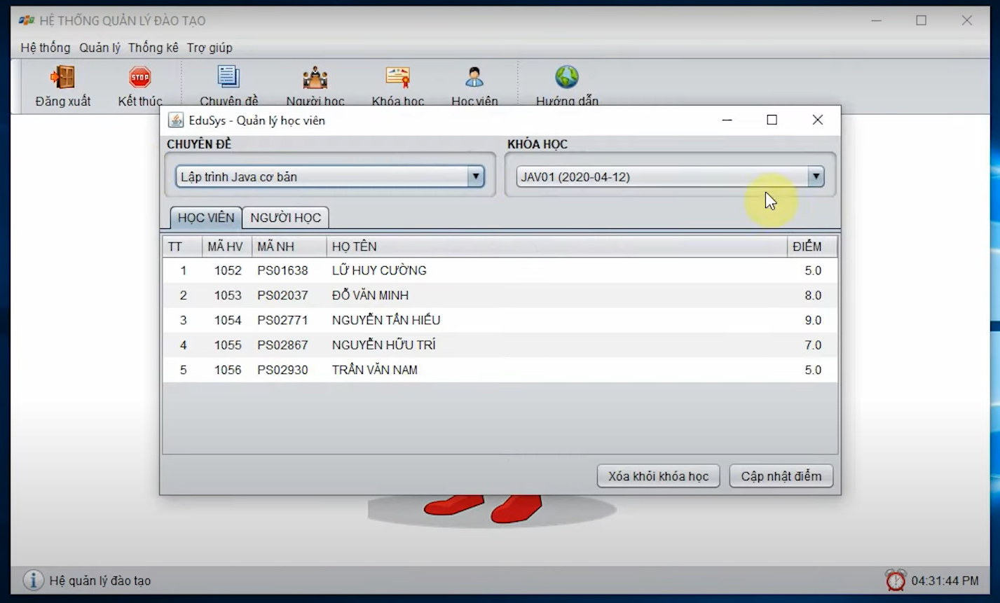 HỆ THỐNG QUẢN LÝ ĐÀO TẠO
Hệ thống Quản lý Thống kê Trợ giúp
Đăng xuất Kết thúc Chuyên đề Người học Khóa học Học viên Hướng dẫn
EduSys - Quản lý học viên
CHUYÊN ĐỀ KHÓA HỌC
Lập trình Java cơ bản JAV01 (2020-04-12)
HỌC VIÊN NGƯỜI HỌC
TT MÃ HV MÃ NH HỌ TÊN ĐIỂM
1 1052 PS01638 LỮ HUY CƯỜNG 5.0
2 1053 PS02037 ĐỖ VĂN MINH 8.0
3 1054 PS02771 NGUYỄN TẤN HIẾU 9.0
4 1055 PS02867 NGUYỄN HỮU TRÍ 7.0
5 1056 PS02930 TRẦN VĂN NAM 5.0
Xóa khỏi khóa học Cập nhật điểm
Hệ quản lý đào tạo 04:31:44 PM